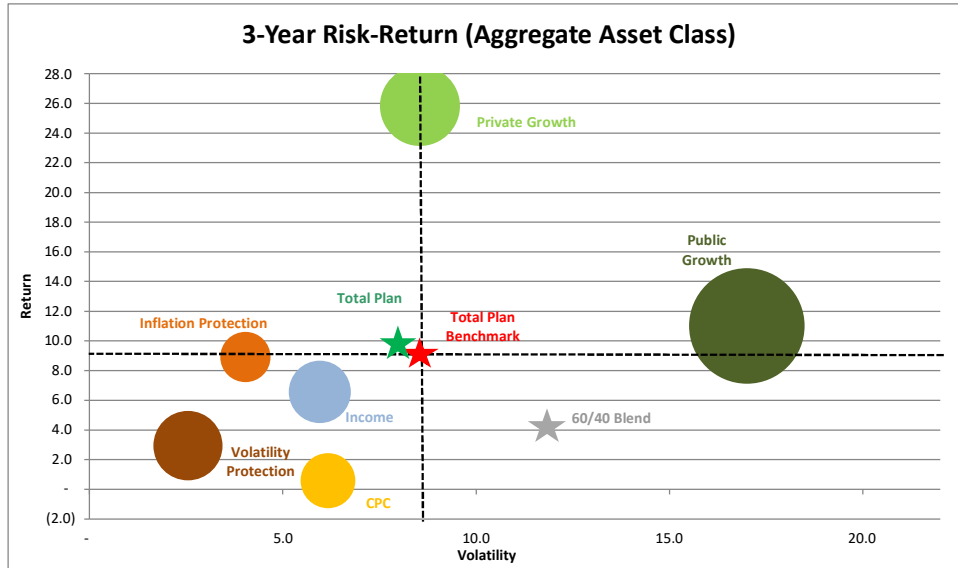 3-Year Risk-Return (Aggregate Asset Class)
28.0
26.0
24.0
22.0
20.0
18.0
16.0
14.0
12.0
10.0
8.0
6.0
4.0
2.0
-
(2.0)
Return
Private Growth
Public
Growth
Total Plan
Total Plan
Benchmark
Inflation Protection
Income
60/40 Blend
Volatility
Protection
CPC
-
5.0
10.0
15.0
20.0
Volatility